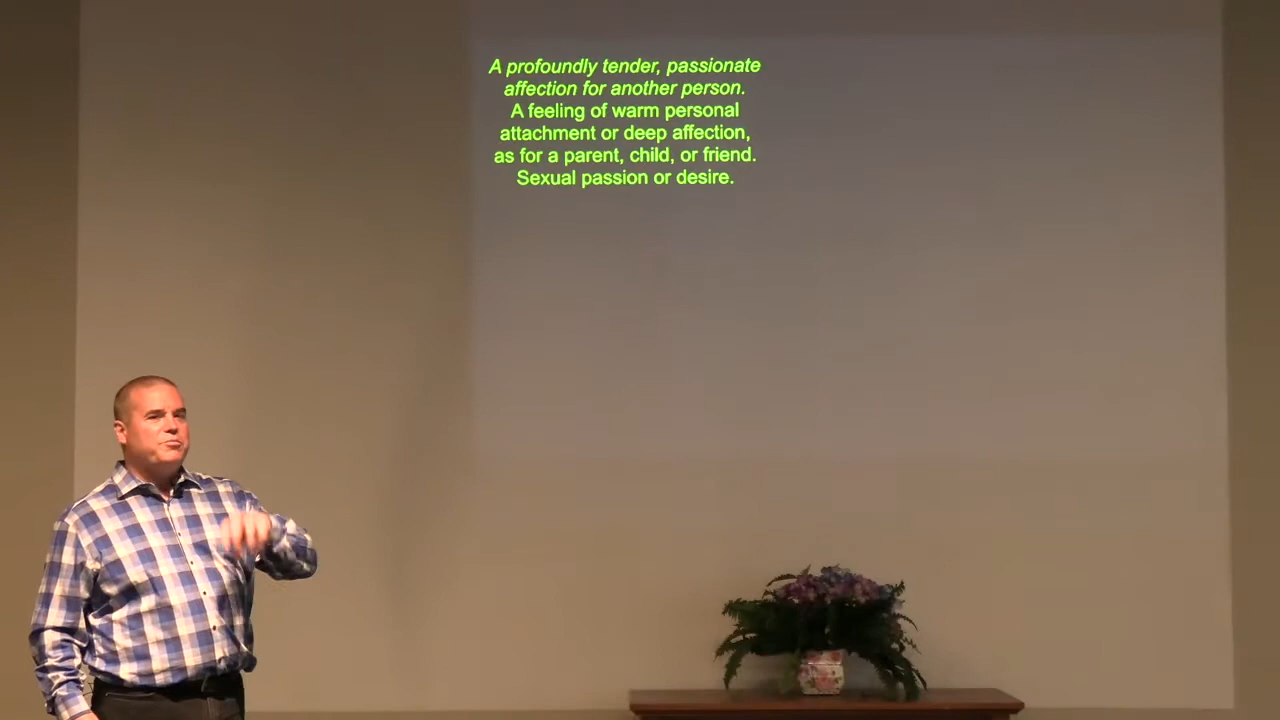 A profoundly tender, passionate
affection for another person.
A feeling of warm personal
attachment or deep affection,
as for a parent, child, or friend.
Sexual passion or desire.